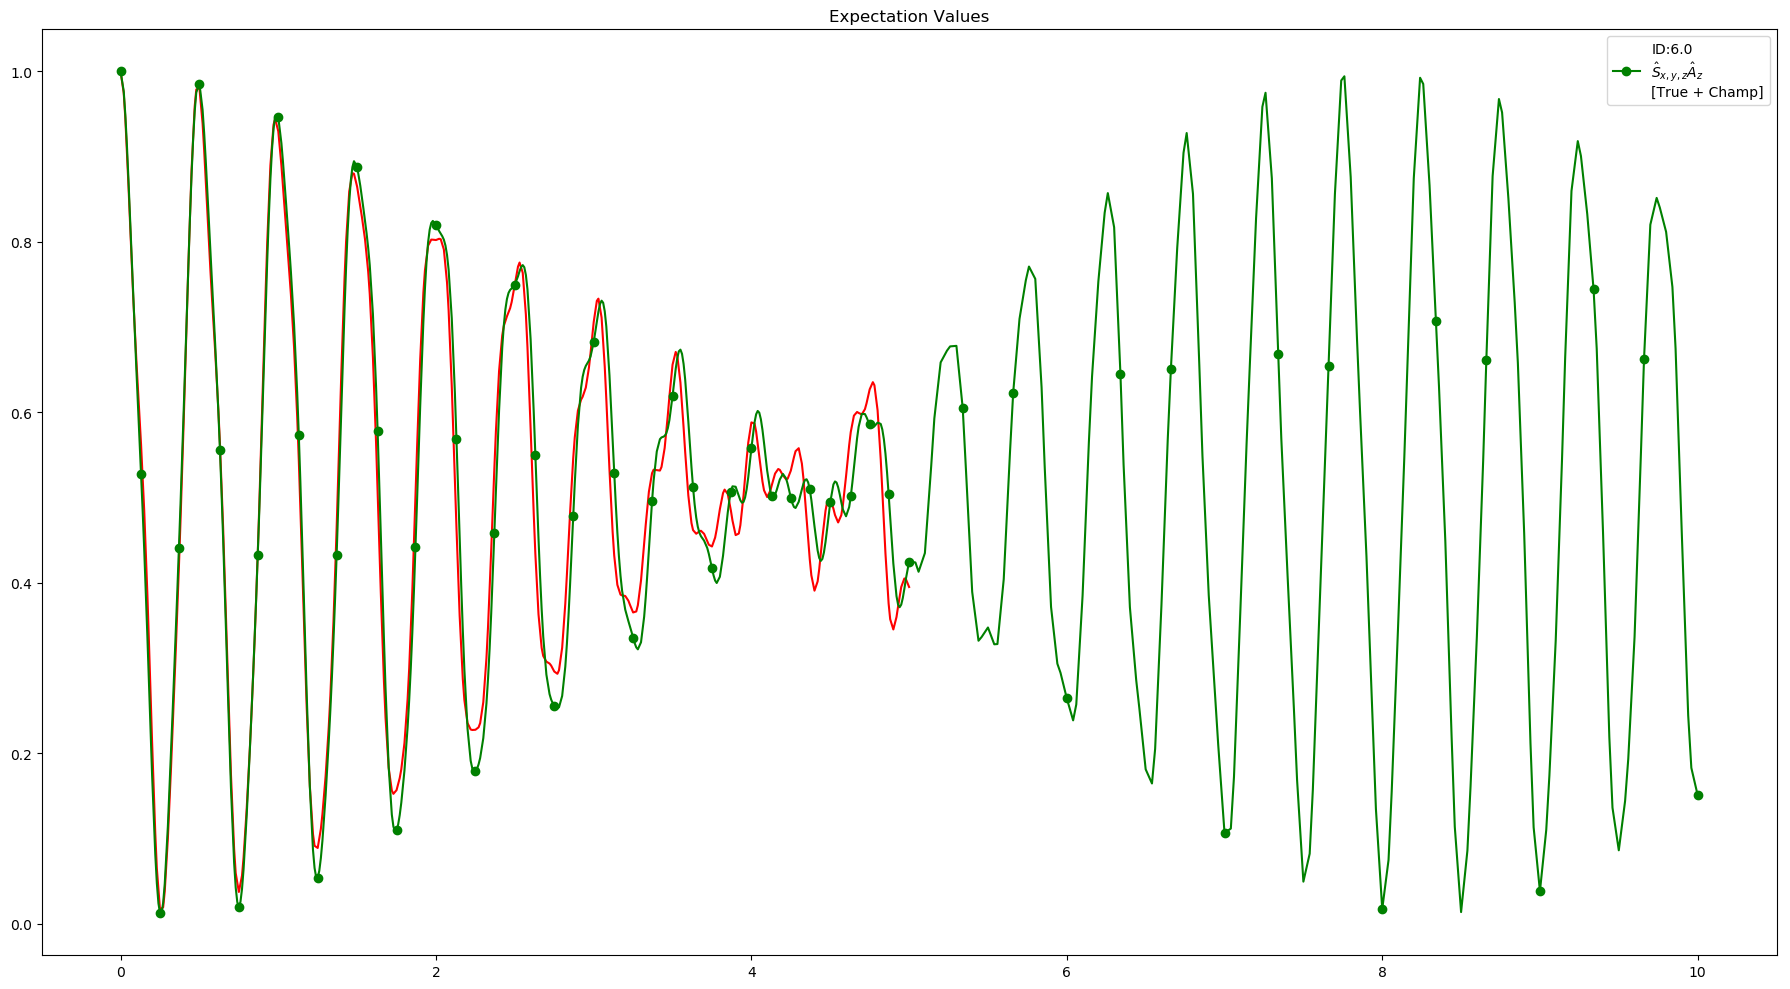 Expectation Values
ID:6.0
$\hat{S}_{x,y,z}\hat{A}_z$
[True + Champ]
1.0
0.8
0.6
0.4
0.2
0.0
0 2 4 6 8 10